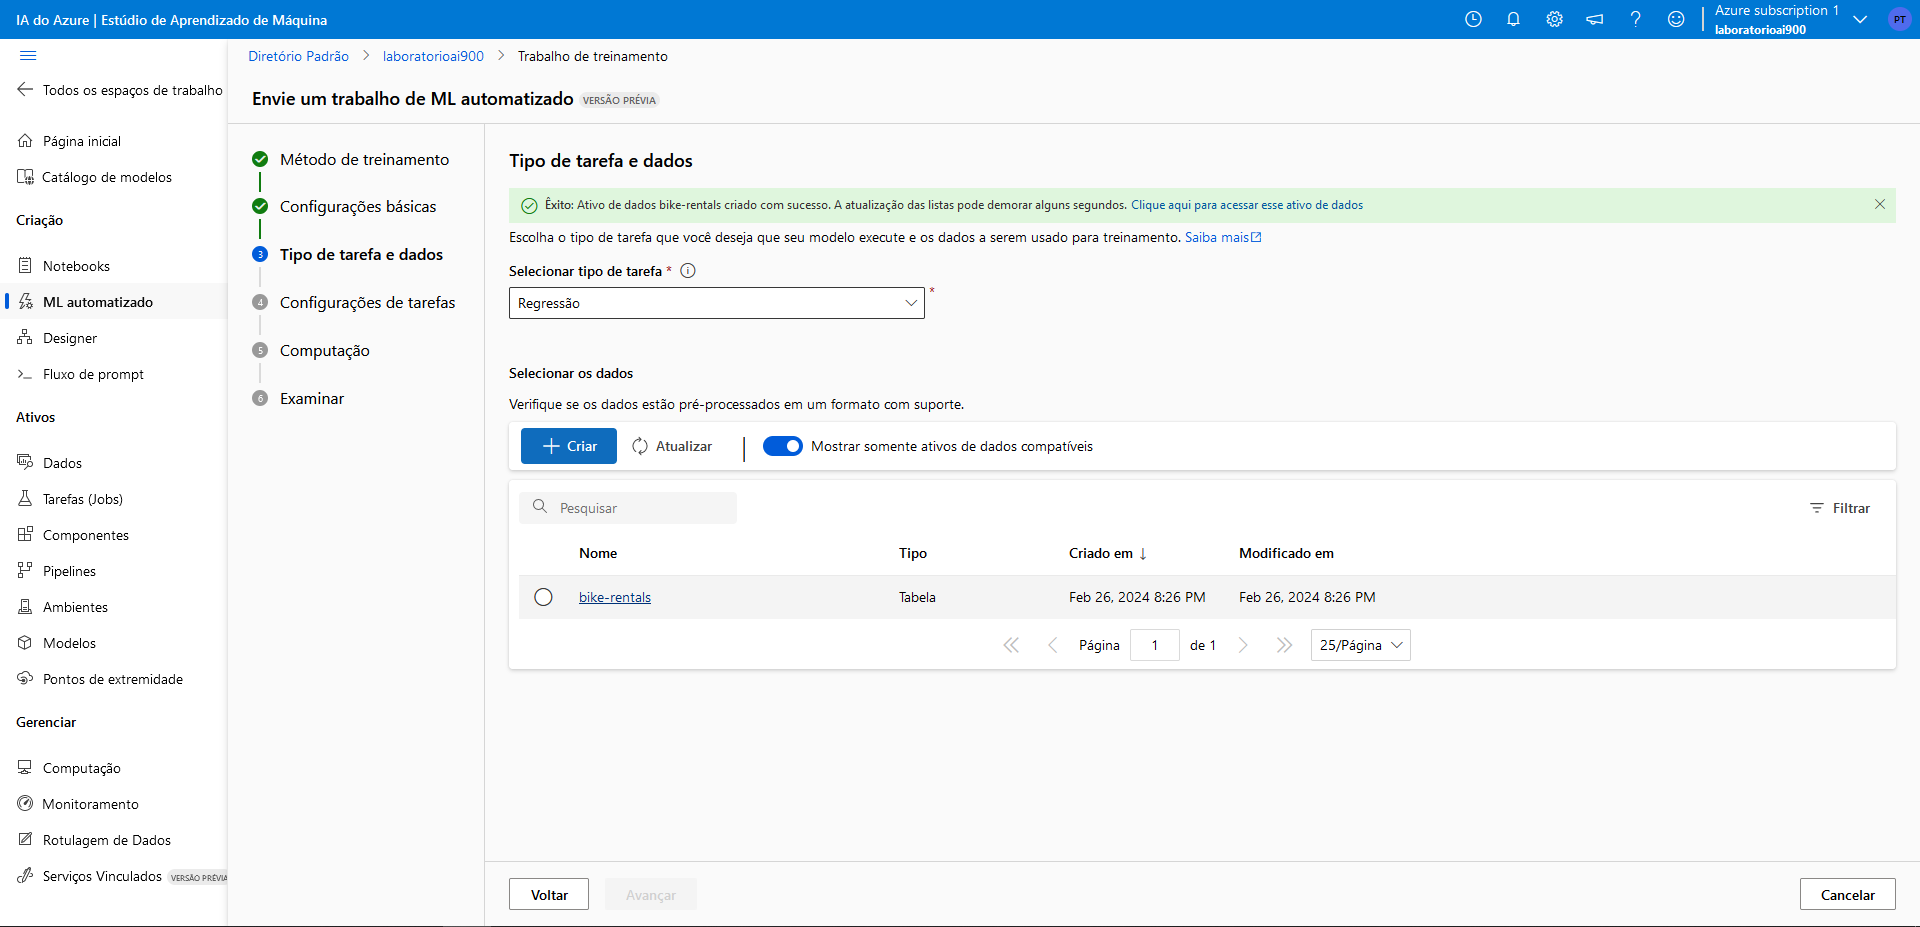 IA do Azure | Estúdio de Aprendizado de Máquina
Azure subscription 1
laboratorioai900
PT
Todos os espaços de trabalho
Página inicial
Catálogo de modelos
Criação
Notebooks
ML automatizado
Designer
Fluxo de prompt
Ativos
Dados
Tarefas (Jobs)
Componentes
Pipelines
Ambientes
Modelos
Pontos de extremidade
Gerenciar
Computação
Monitoramento
Rotulagem de Dados
Serviços Vinculados VERSÃO PRÉVIA
Diretório Padrão > laboratorioai900 > Trabalho de treinamento
Envie um trabalho de ML automatizado VERSÃO PRÉVIA
Método de treinamento
Configurações básicas
3 Tipo de tarefa e dados
4 Configurações de tarefas
5 Computação
6 Examinar
Tipo de tarefa e dados
Êxito: Ativo de dados bike-rentals criado com sucesso. A atualização das listas pode demorar alguns segundos. Clique aqui para acessar esse ativo de dados
Escolha o tipo de tarefa que você deseja que seu modelo execute e os dados a serem usado para treinamento. Saiba mais
Selecionar tipo de tarefa *
Regressão *
Selecionar os dados
Verifique se os dados estão pré-processados em um formato com suporte.
Criar Atualizar Mostrar somente ativos de dados compatíveis
Pesquisar Filtrar
Nome Tipo Criado em ↓ Modificado em
bike-rentals Tabela Feb 26, 2024 8:26 PM Feb 26, 2024 8:26 PM
Página 1 de 1 25/Página
Voltar Avançar Cancelar